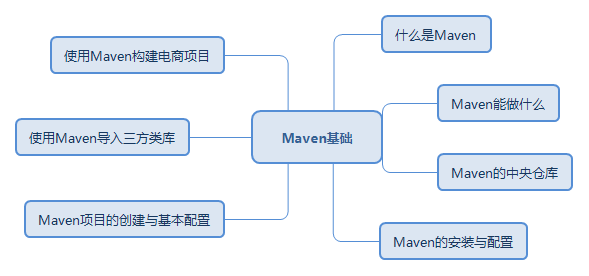 什么是Maven
使用Maven构建电商项目
Maven能做什么
使用Maven导入三方类库
Maven基础
Maven的中央仓库
Maven项目的创建与基本配置
Maven的安装与配置